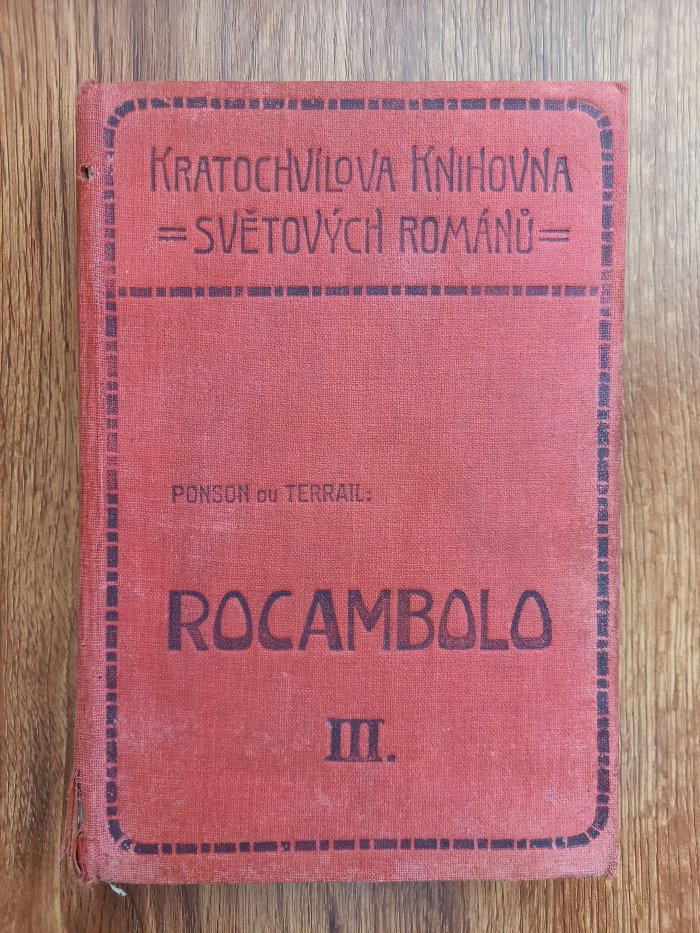 KRATOCHVÍLOVA KNIHOVNA
=SVĚTOVÝCH ROMÁNŮ=
PONSON DU TERRAIL:
ROCAMBOLO
III.